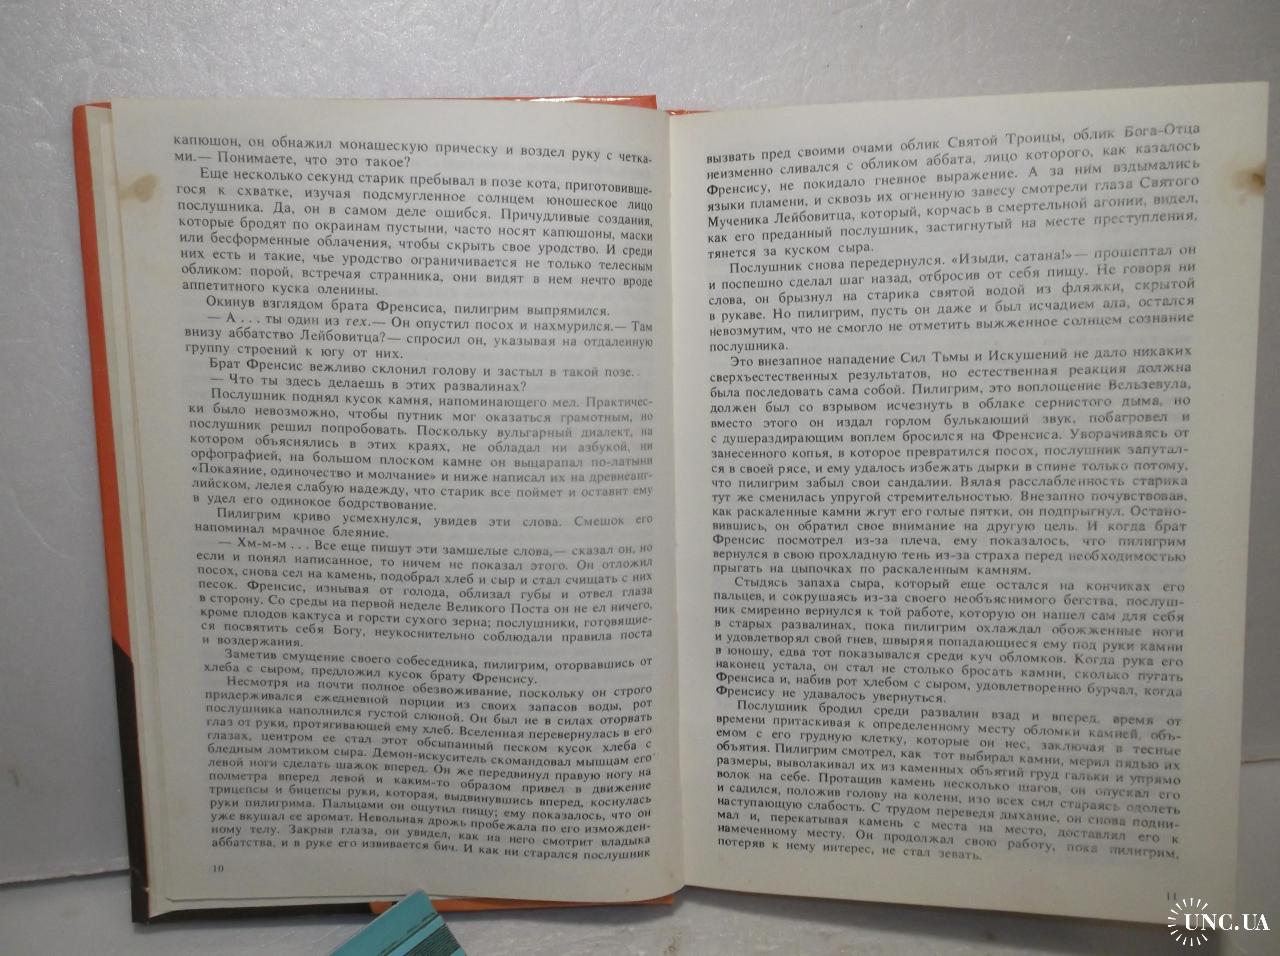 капюшон, он обнажил монашескую прическу и воздел руку с четка-
ми.— Понимаете, что это такое?
Еще несколько секунд старик пребывал в позе кота, приготовивше-
гося к схватке, изучая подсмугленное солнцем юношеское лицо
послушника. Да, он в самом деле ошибся. Причудливые создания,
которые бродят по окраинам пустыни, часто носят капюшоны, маски
или бесформенные облачения, чтобы скрыть свое уродство. И среди
них есть и такие, чье уродство ограничивается не только телесным
обликом: порой, встречая странника, они видят в нем нечто вроде
аппетитного куска оленины.
Окинув взглядом брата Френсиса, пилигрим выпрямился.
— А . . . ты один из тех.— Он опустил посох и нахмурился.— Там
внизу аббатство Лейбовитца?— спросил он, указывая на отдаленную
группу строений к югу от них.
Брат Френсис вежливо склонил голову и застыл в такой позе.
— Что ты здесь делаешь в этих развалинах?
Послушник поднял кусок камня, напоминающего мел. Практичес-
ки было невозможно, чтобы путник мог оказаться грамотным, но
послушник решил попробовать. Поскольку вульгарный диалект, на
котором объяснялись в этих краях, не обладал ни азбукой, ни
орфографией, на большом плоском камне он выцарапал по-латыни
«Покаяние, одиночество и молчание» и ниже написал их на древнеанг-
лийском, лелея слабую надежду, что старик все поймет и оставит ему
в удел его одинокое бодрствование.
Пилигрим криво усмехнулся, увидев эти слова. Смешок его
напоминал мрачное блеяние.
— Хм-м-м . . . Все еще пишут эти замшелые слова,— сказал он, но
если и понял написанное, то ничем не показал этого. Он отложил
посох, снова сел на камень, подобрал хлеб и сыр и стал счищать с них
песок. Френсис, изнывая от голода, облизал губы и отвел глаза
в сторону. Со среды на первой неделе Великого Поста он не ел ничего,
кроме плодов кактуса и горсти сухого зерна; послушники, готовящие-
ся посвятить себя Богу, неукоснительно соблюдали правила поста
и воздержания.
Заметив смущение своего собеседника, пилигрим, оторвавшись от
хлеба с сыром, предложил кусок брату Френсису.
Несмотря на почти полное обезвоживание, поскольку он строго
придерживался ежедневной порции из своих запасов воды, рот
послушника наполнился густой слюной. Он был не в силах оторвать
глаз от руки, протягивающей ему хлеб. Вселенная перевернулась в его
глазах, центром ее стал этот обсыпанный песком кусок хлеба с
бледным ломтиком сыра. Демон-искуситель скомандовал мышцам его
левой ноги сделать шажок вперед. Он же передвинул правую ногу на
полметра вперед левой и каким-то образом привел в движение
трицепсы и бицепсы руки, которая, выдвинувшись вперед, коснулась
руки пилигрима. Пальцами он ощутил пищу; ему показалось, что он
уже вкушал ее аромат. Невольная дрожь пробежала по его изможден-
ному телу. Закрыв глаза, он увидел, как на него смотрит владыка
аббатства, и в руке его извивается бич. И как ни старался послушник
10
вызвать пред своими очами облик Святой Троицы, облик Бога-Отца
неизменно сливался с обликом аббата, лицо которого, как казалось
Френсису, не покидало гневное выражение. А за ним вздымались
языки пламени, и сквозь их огненную завесу смотрели глаза Святого
Мученика Лейбовитца, который, корчась в смертельной агонии, видел,
как его преданный послушник, застигнутый на месте преступления,
тянется за куском сыра.
Послушник снова передернулся. «Изыди, сатана!»— прошептал он
и поспешно сделал шаг назад, отбросив от себя пищу. Не говоря ни
слова, он брызнул на старика святой водой из фляжки, скрытой
в рукаве. Но пилигрим, пусть он даже и был исчадием ада, остался
невозмутим, что не смогло не отметить выжженное солнцем сознание
послушника.
Это внезапное нападение Сил Тьмы и Искушений не дало никаких
сверхъестественных результатов, но естественная реакция должна
была последовать сама собой. Пилигрим, это воплощение Вельзевула,
должен был со взрывом исчезнуть в облаке сернистого дыма, но
вместо этого он издал горлом булькающий звук, побагровел и
с душераздирающим воплем бросился на Френсиса. Уворачиваясь от
занесенного копья, в которое превратился посох, послушник запутал-
ся в своей рясе, и ему удалось избежать дырки в спине только потому,
что пилигрим забыл свои сандалии. Вялая расслабленность старика
тут же сменилась упругой стремительностью. Внезапно почувствовав,
как раскаленные камни жгут его голые пятки, он подпрыгнул. Остано-
вившись, он обратил свое внимание на другую цель. И когда брат
Френсис посмотрел из-за плеча, ему показалось, что пилигрим
вернулся в свою прохладную тень из-за страха перед необходимостью
прыгать на цыпочках по раскаленным камням.
Стыдясь запаха сыра, который еще остался на кончиках его
пальцев, и сокрушаясь из-за своего необъяснимого бегства, послуш-
ник смиренно вернулся к той работе, которую он нашел сам для себя
в старых развалинах, пока пилигрим охлаждал обожженные ноги
и удовлетворял свой гнев, швыряя попадающиеся ему под руки камни
в юношу, едва тот показывался среди куч обломков. Когда рука его
наконец устала, он стал не столько бросать камни, сколько пугать
Френсиса и, набив рот хлебом с сыром, удовлетворенно бурчал, когда
Френсису не удавалось увернуться.
Послушник бродил среди развалин взад и вперед, время от
времени притаскивая к определенному месту обломки камней, объ-
емом с его грудную клетку, которые он нес, заключая в тесные
объятия. Пилигрим смотрел, как тот выбирал камни, мерил пядью их
размеры, выволакивал их из каменных объятий груд гальки и упрямо
волок на себе. Протащив камень несколько шагов, он опускал его
и садился, положив голову на колени, изо всех сил стараясь одолеть
наступающую слабость. С трудом переведя дыхание, он снова подни-
мал и, перекатывая камень с места на место, доставлял его к
намеченному месту. Он продолжал свою работу, пока пилигрим,
потеряв к нему интерес, не стал зевать.
11
UNC.UA